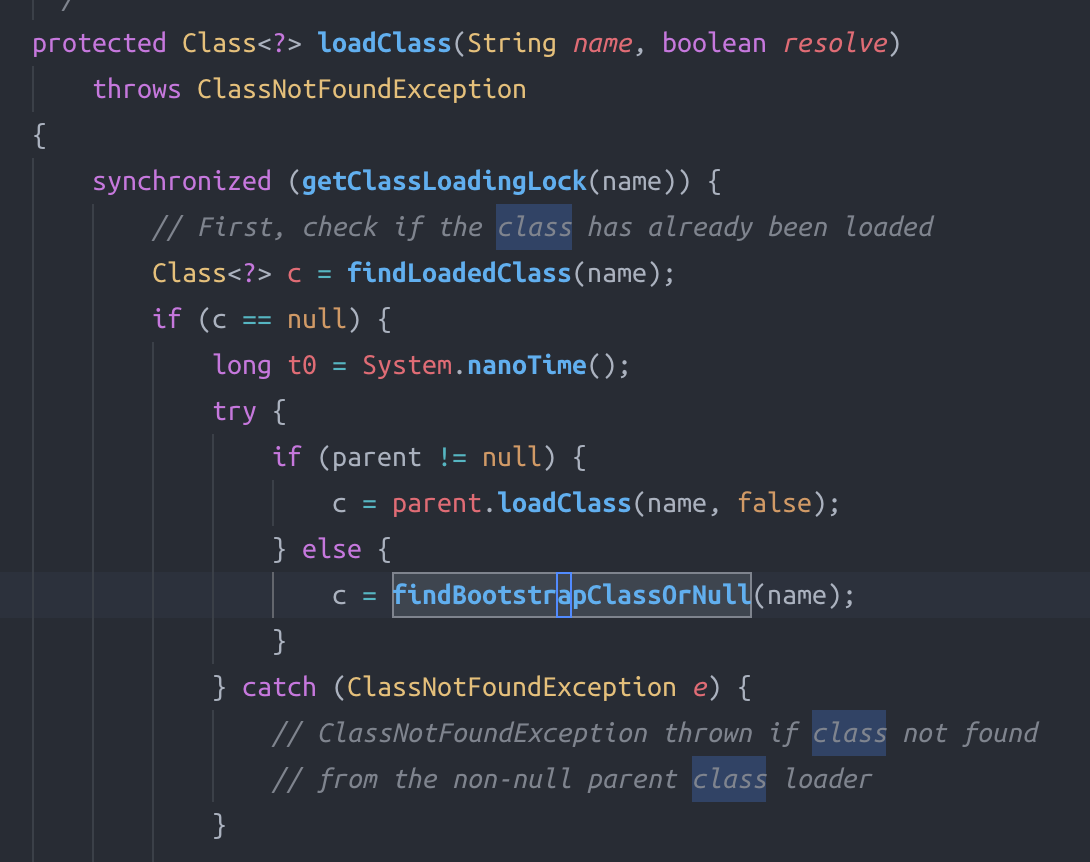 /
protected Class<?> loadClass(String name, boolean resolve)
    throws ClassNotFoundException
{
    synchronized (getClassLoadingLock(name)) {
        // First, check if the class has already been loaded
        Class<?> c = findLoadedClass(name);
        if (c == null) {
            long t0 = System.nanoTime();
            try {
                if (parent != null) {
                    c = parent.loadClass(name, false);
                } else {
                    c = findBootstrapClassOrNull(name);
                }
            } catch (ClassNotFoundException e) {
                // ClassNotFoundException thrown if class not found
                // from the non-null parent class loader
            }